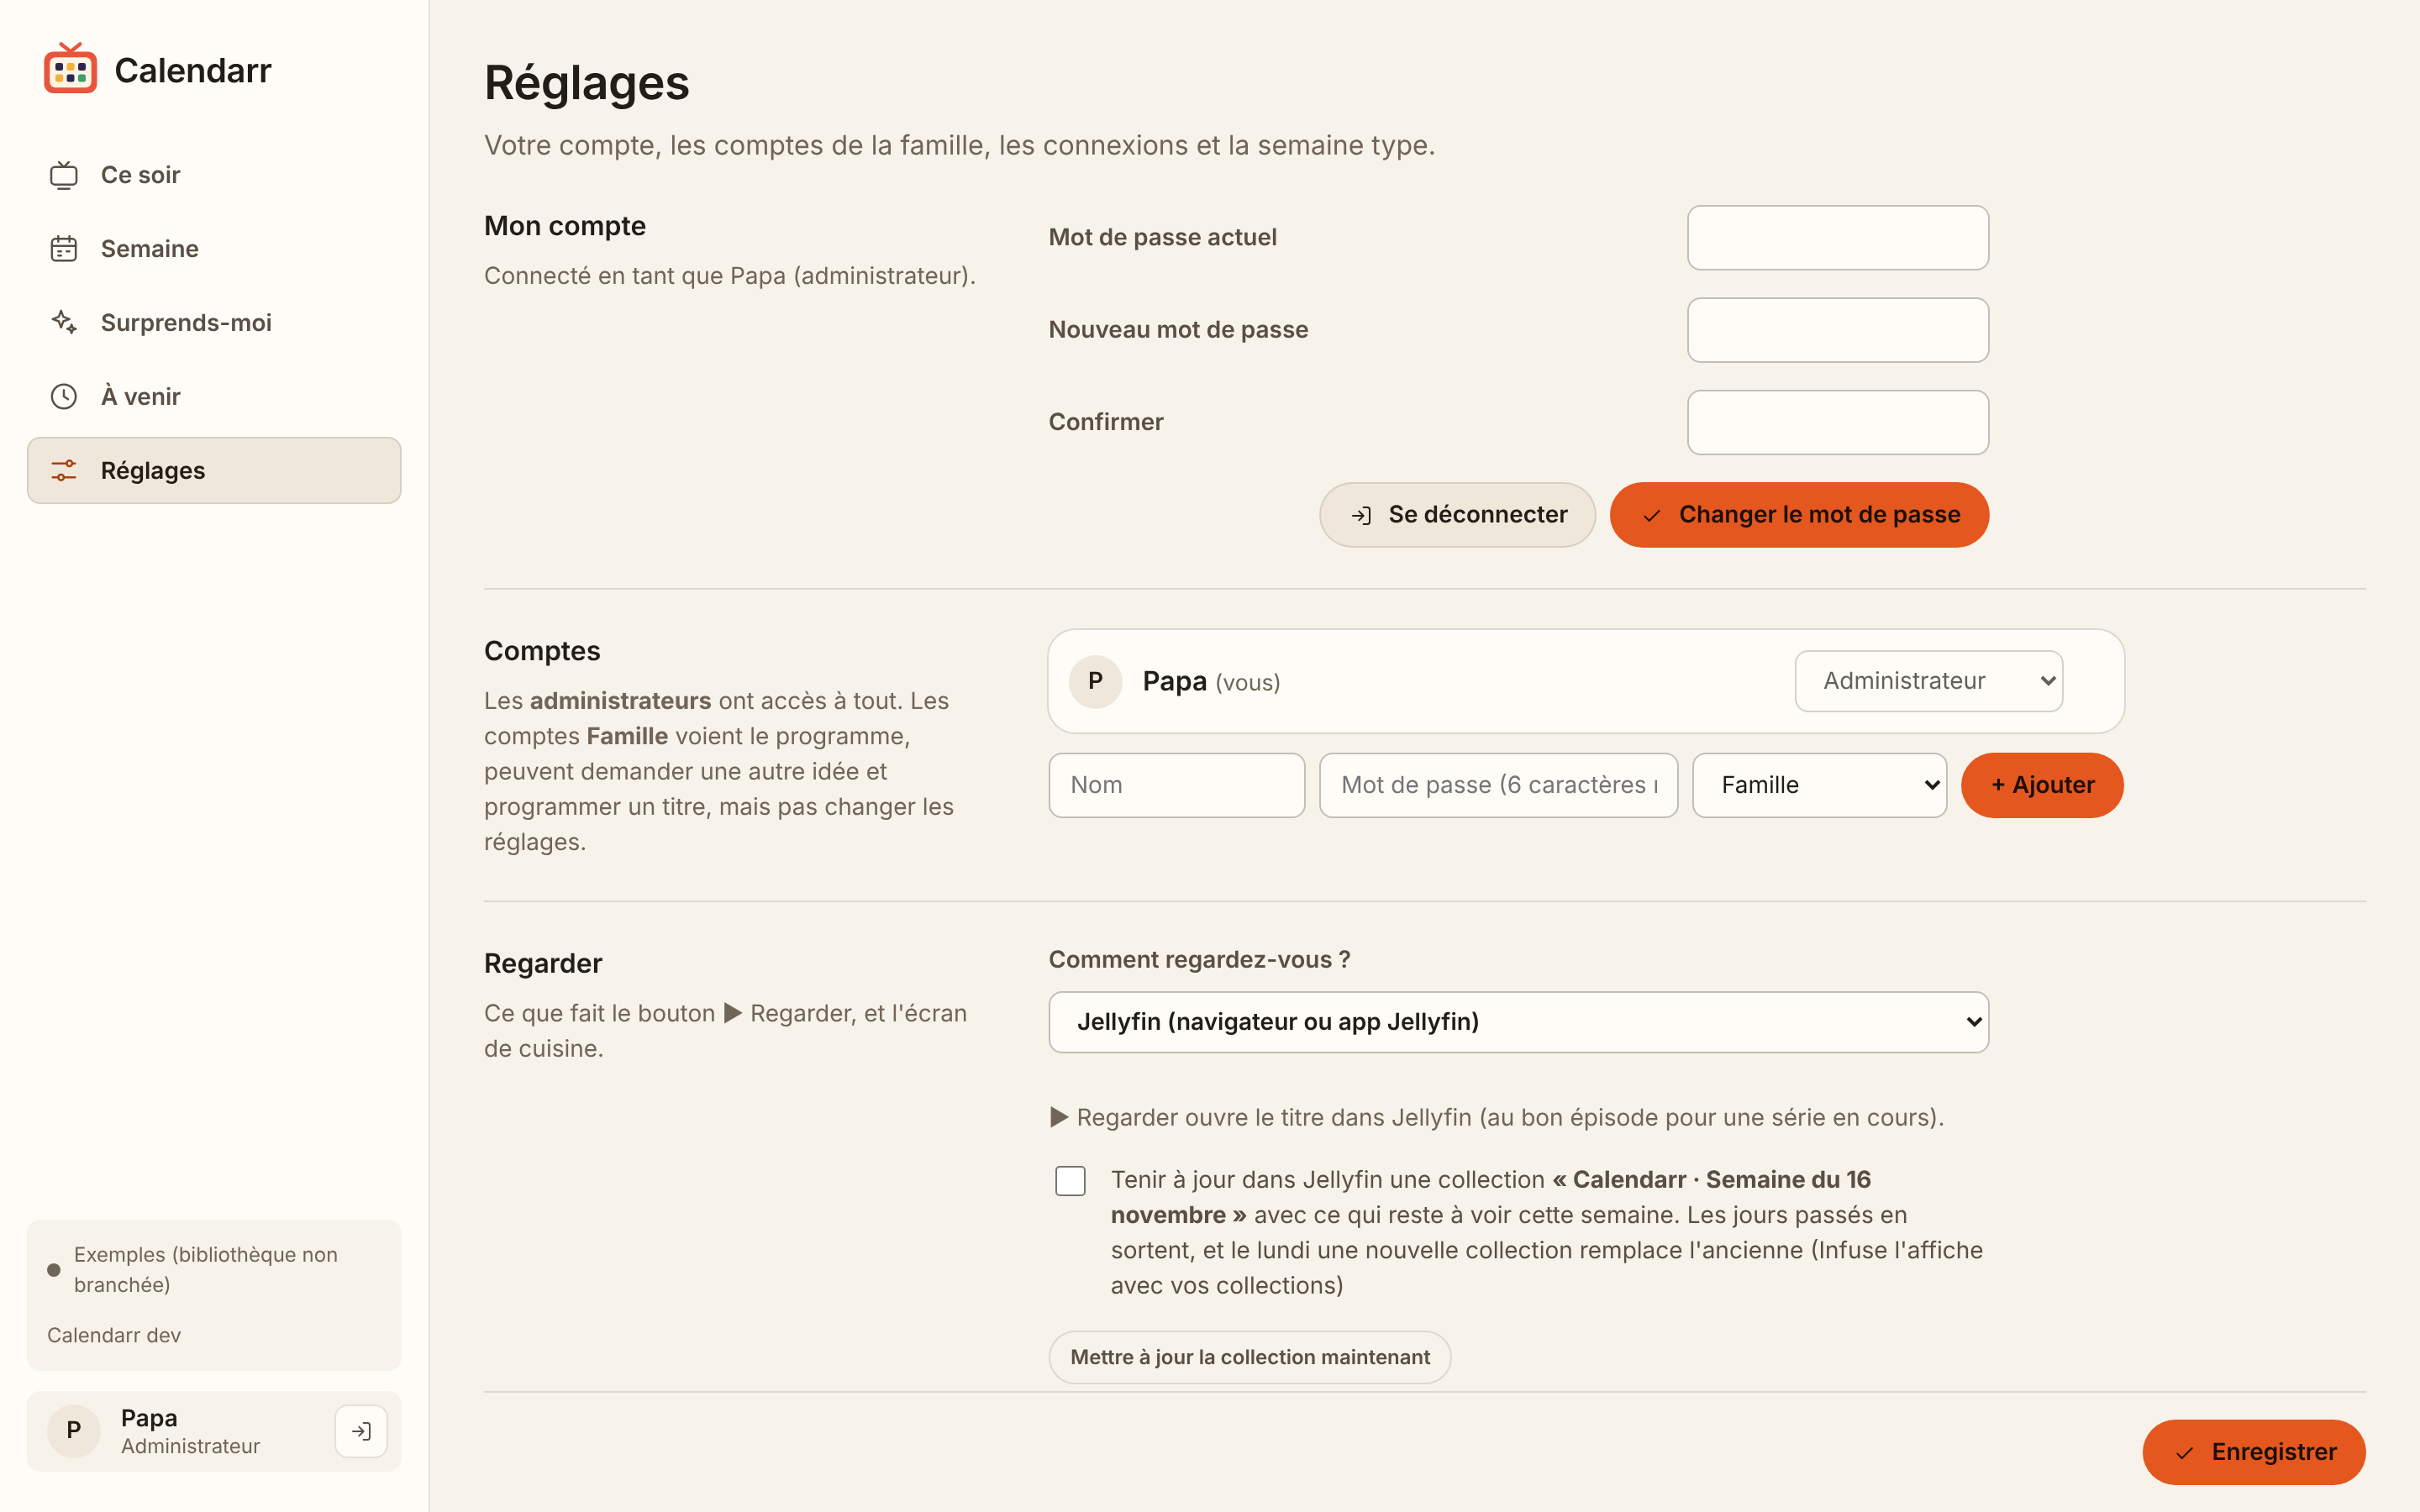 Calendarr
Ce soir
Semaine
Surprends-moi
À venir
Réglages
Exemples (bibliothèque non
branchée)
Calendarr dev
P
Papa
Administrateur
Réglages
Votre compte, les comptes de la famille, les connexions et la semaine type.
Mon compte
Connecté en tant que Papa (administrateur).
Mot de passe actuel
Nouveau mot de passe
Confirmer
Se déconnecter
Changer le mot de passe
Comptes
Les administrateurs ont accès à tout. Les
comptes Famille voient le programme,
peuvent demander une autre idée et
programmer un titre, mais pas changer les
réglages.
P
Papa (vous)
Administrateur
Nom
Mot de passe (6 caractères
Famille
+ Ajouter
Regarder
Ce que fait le bouton ▶ Regarder, et l'écran
de cuisine.
Comment regardez-vous ?
Jellyfin (navigateur ou app Jellyfin)
▶ Regarder ouvre le titre dans Jellyfin (au bon épisode pour une série en cours).
Tenir à jour dans Jellyfin une collection « Calendarr · Semaine du 16
novembre » avec ce qui reste à voir cette semaine. Les jours passés en
sortent, et le lundi une nouvelle collection remplace l'ancienne (Infuse l'affiche
avec vos collections)
Mettre à jour la collection maintenant
Enregistrer